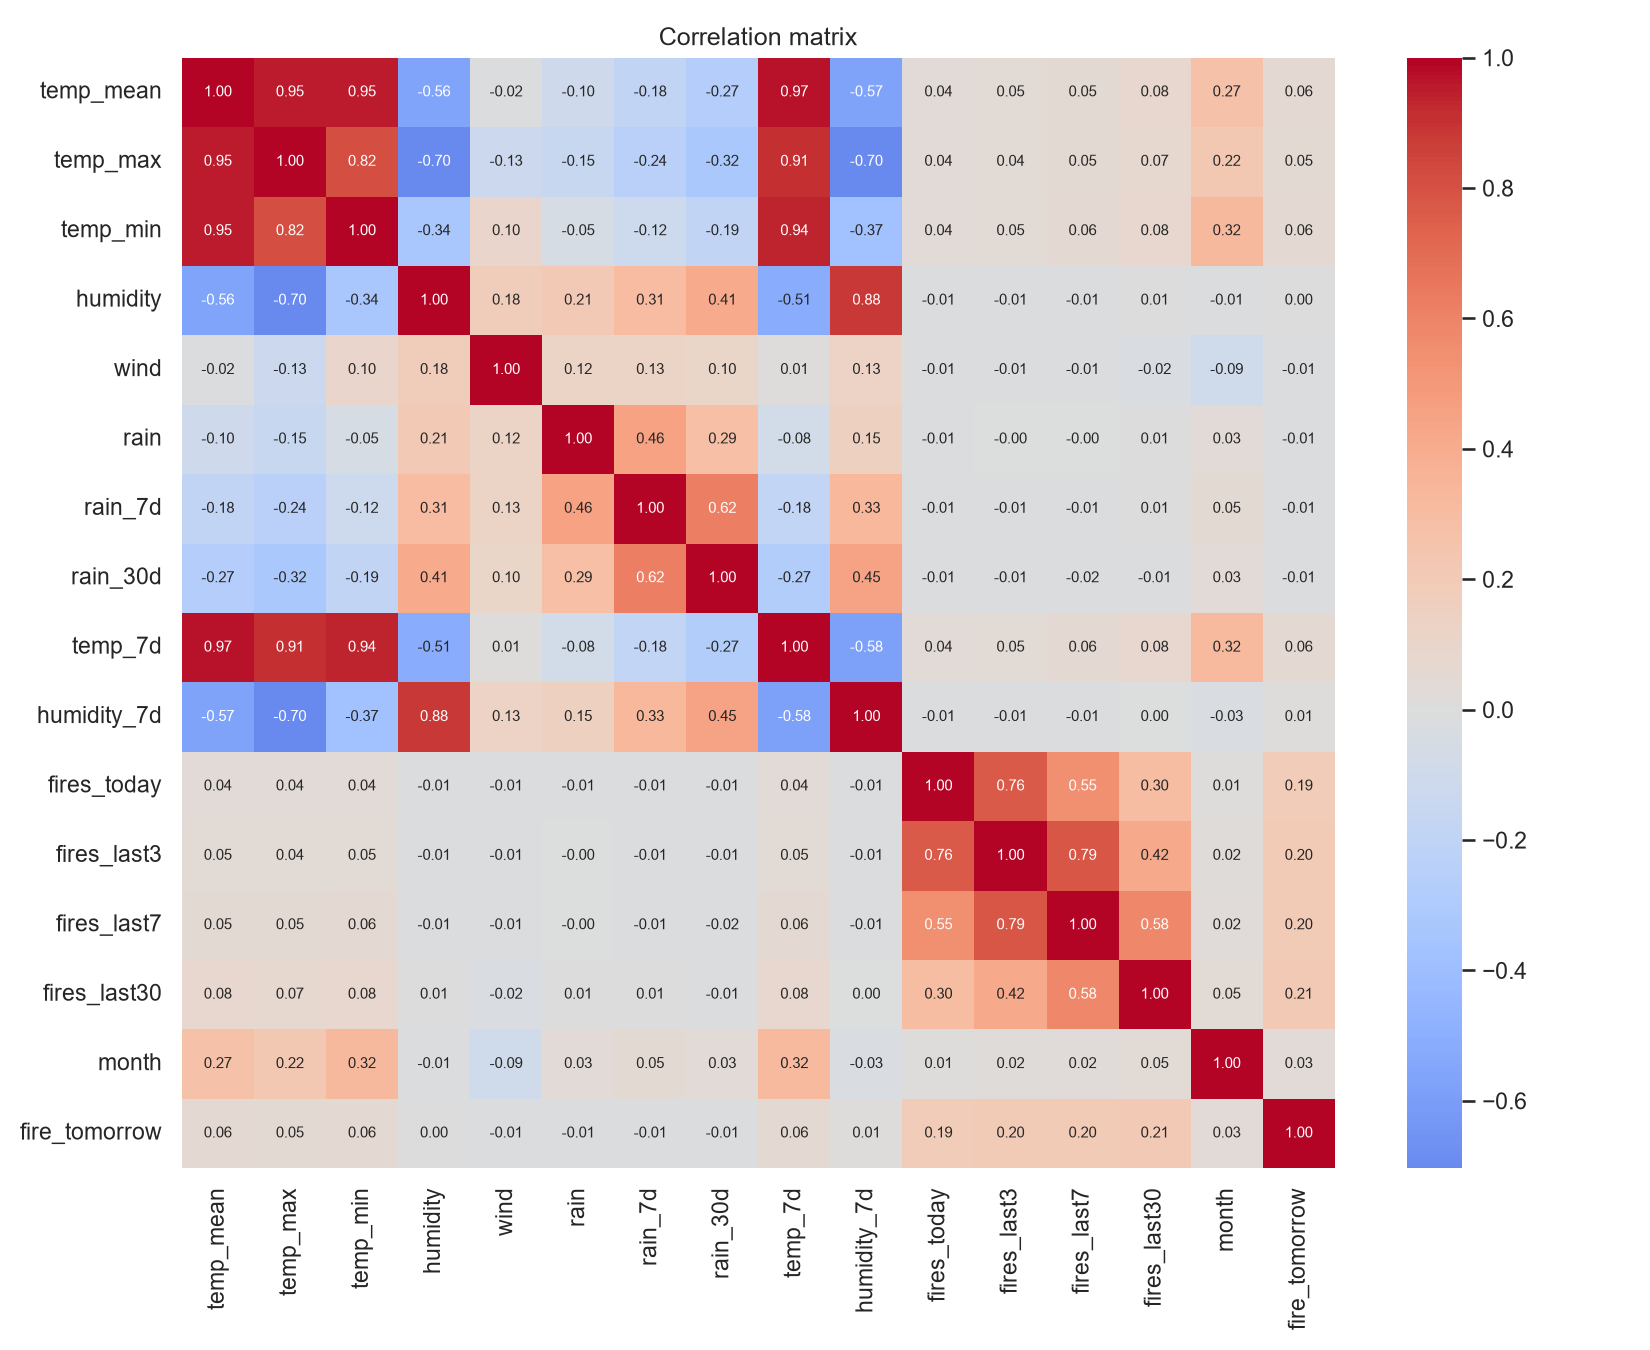 Correlation matrix
temp_mean 1.00 0.95 0.95 -0.56 -0.02 -0.10 -0.18 -0.27 0.97 -0.57 0.04 0.05 0.05 0.08 0.27 0.06
temp_max 0.95 1.00 0.82 -0.70 -0.13 -0.15 -0.24 -0.32 0.91 -0.70 0.04 0.04 0.05 0.07 0.22 0.05
temp_min 0.95 0.82 1.00 -0.34 0.10 -0.05 -0.12 -0.19 0.94 -0.37 0.04 0.05 0.06 0.08 0.32 0.06
humidity -0.56 -0.70 -0.34 1.00 0.18 0.21 0.31 0.41 -0.51 0.88 -0.01 -0.01 -0.01 0.01 -0.01 0.00
wind -0.02 -0.13 0.10 0.18 1.00 0.12 0.13 0.10 0.01 0.13 -0.01 -0.01 -0.01 -0.02 -0.09 -0.01
rain -0.10 -0.15 -0.05 0.21 0.12 1.00 0.46 0.29 -0.08 0.15 -0.01 -0.00 -0.00 0.01 0.03 -0.01
rain_7d -0.18 -0.24 -0.12 0.31 0.13 0.46 1.00 0.62 -0.18 0.33 -0.01 -0.01 -0.01 0.01 0.05 -0.01
rain_30d -0.27 -0.32 -0.19 0.41 0.10 0.29 0.62 1.00 -0.27 0.45 -0.01 -0.01 -0.02 -0.01 0.03 -0.01
temp_7d 0.97 0.91 0.94 -0.51 0.01 -0.08 -0.18 -0.27 1.00 -0.58 0.04 0.05 0.06 0.08 0.32 0.06
humidity_7d -0.57 -0.70 -0.37 0.88 0.13 0.15 0.33 0.45 -0.58 1.00 -0.01 -0.01 -0.01 0.00 -0.03 0.01
fires_today 0.04 0.04 0.04 -0.01 -0.01 -0.01 -0.01 -0.01 0.04 -0.01 1.00 0.76 0.55 0.30 0.01 0.19
fires_last3 0.05 0.04 0.05 -0.01 -0.01 -0.00 -0.01 -0.01 0.05 -0.01 0.76 1.00 0.79 0.42 0.02 0.20
fires_last7 0.05 0.05 0.06 -0.01 -0.01 -0.00 -0.01 -0.02 0.06 -0.01 0.55 0.79 1.00 0.58 0.02 0.20
fires_last30 0.08 0.07 0.08 0.01 -0.02 0.01 0.01 -0.01 0.08 0.00 0.30 0.42 0.58 1.00 0.05 0.21
month 0.27 0.22 0.32 -0.01 -0.09 0.03 0.05 0.03 0.32 -0.03 0.01 0.02 0.02 0.05 1.00 0.03
fire_tomorrow 0.06 0.05 0.06 0.00 -0.01 -0.01 -0.01 -0.01 0.06 0.01 0.19 0.20 0.20 0.21 0.03 1.00
temp_mean
temp_max
temp_min
humidity
wind
rain
rain_7d
rain_30d
temp_7d
humidity_7d
fires_today
fires_last3
fires_last7
fires_last30
month
fire_tomorrow
1.0
0.8
0.6
0.4
0.2
0.0
−0.2
−0.4
−0.6